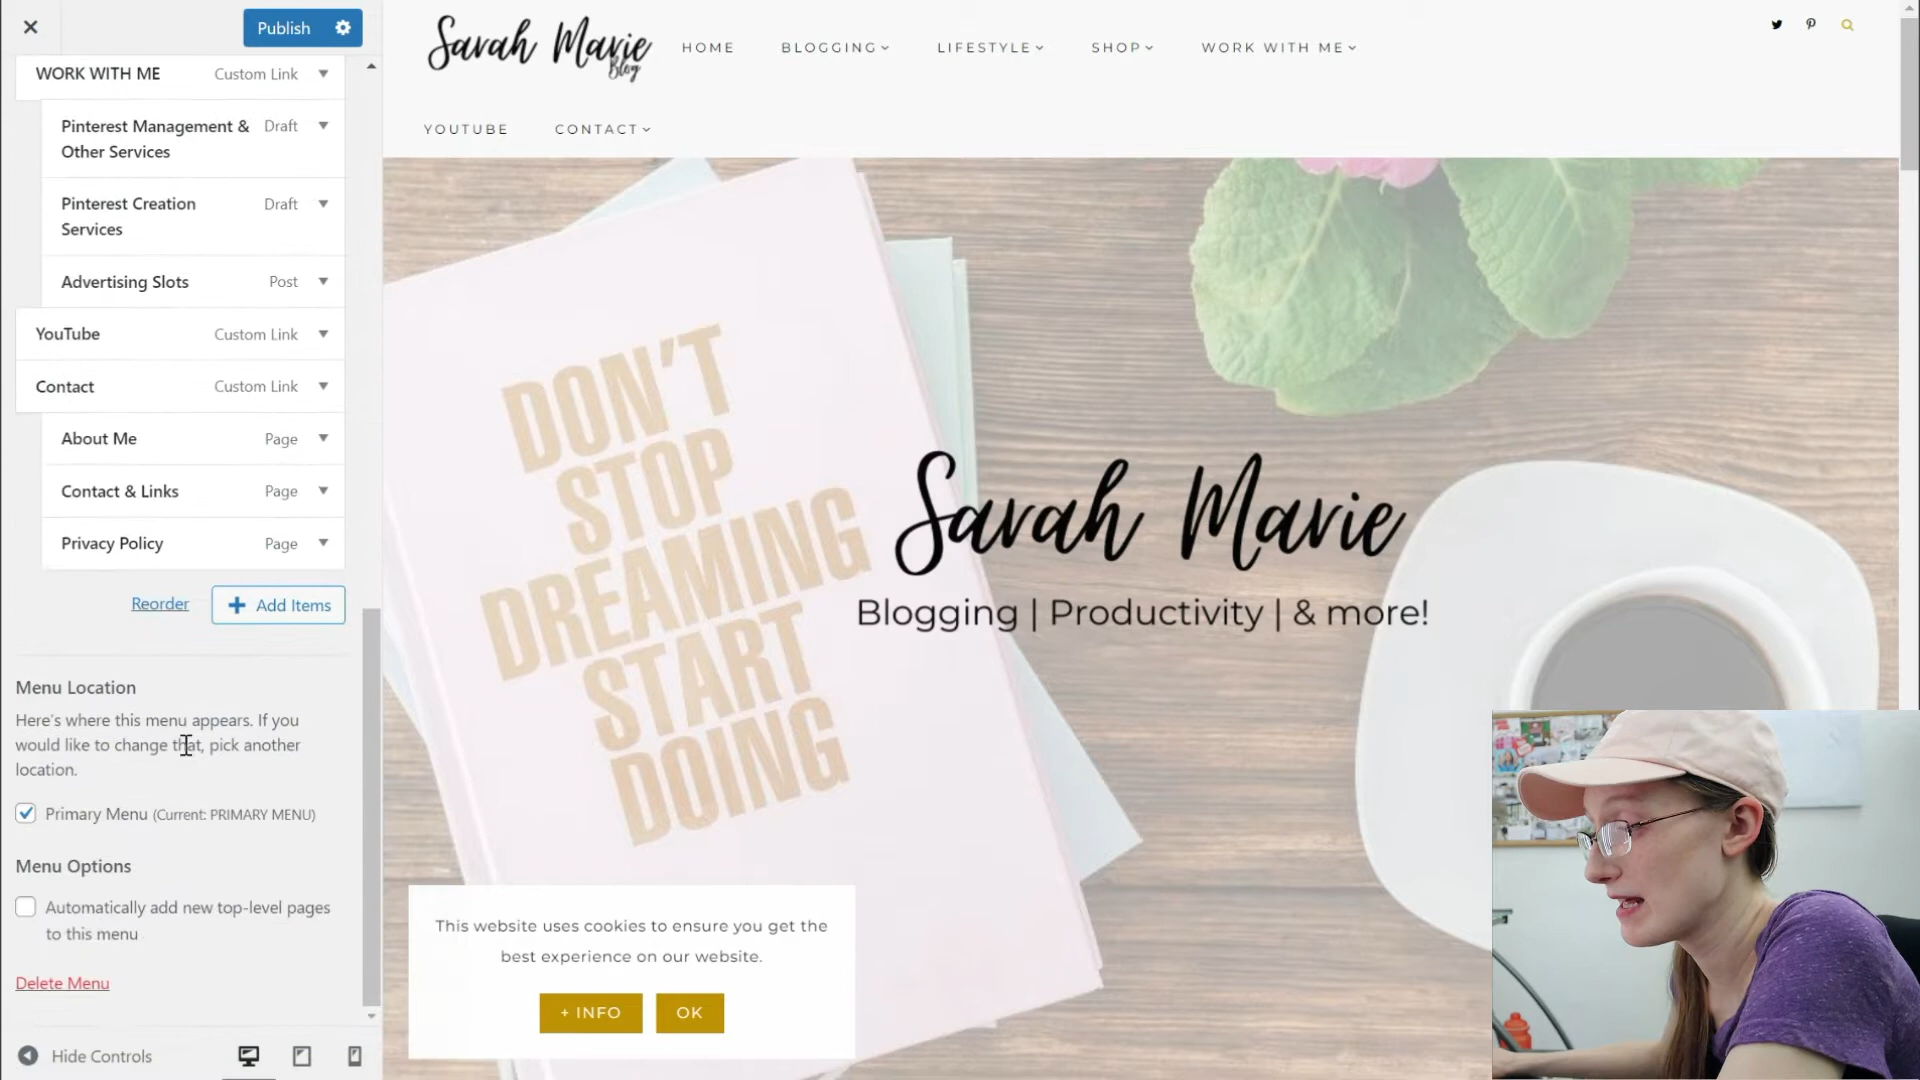 Publish
WORK WITH ME Custom Link
Pinterest Management & Draft
Other Services
Pinterest Creation Draft
Services
Advertising Slots Post
YouTube Custom Link
Contact Custom Link
About Me Page
Contact & Links Page
Privacy Policy Page
Reorder + Add Items
Menu Location
Here's where this menu appears. If you
would like to change that, pick another
location.
Primary Menu (Current: PRIMARY MENU)
Menu Options
Automatically add new top-level pages
to this menu
Delete Menu
Hide Controls
Sarah Marie
Blog
HOME BLOGGING LIFESTYLE SHOP WORK WITH ME
YOUTUBE CONTACT
DON'T
STOP
DREAMING
START
DOING
Sarah Marie
Blogging | Productivity | & more!
This website uses cookies to ensure you get the
best experience on our website.
+ INFO OK